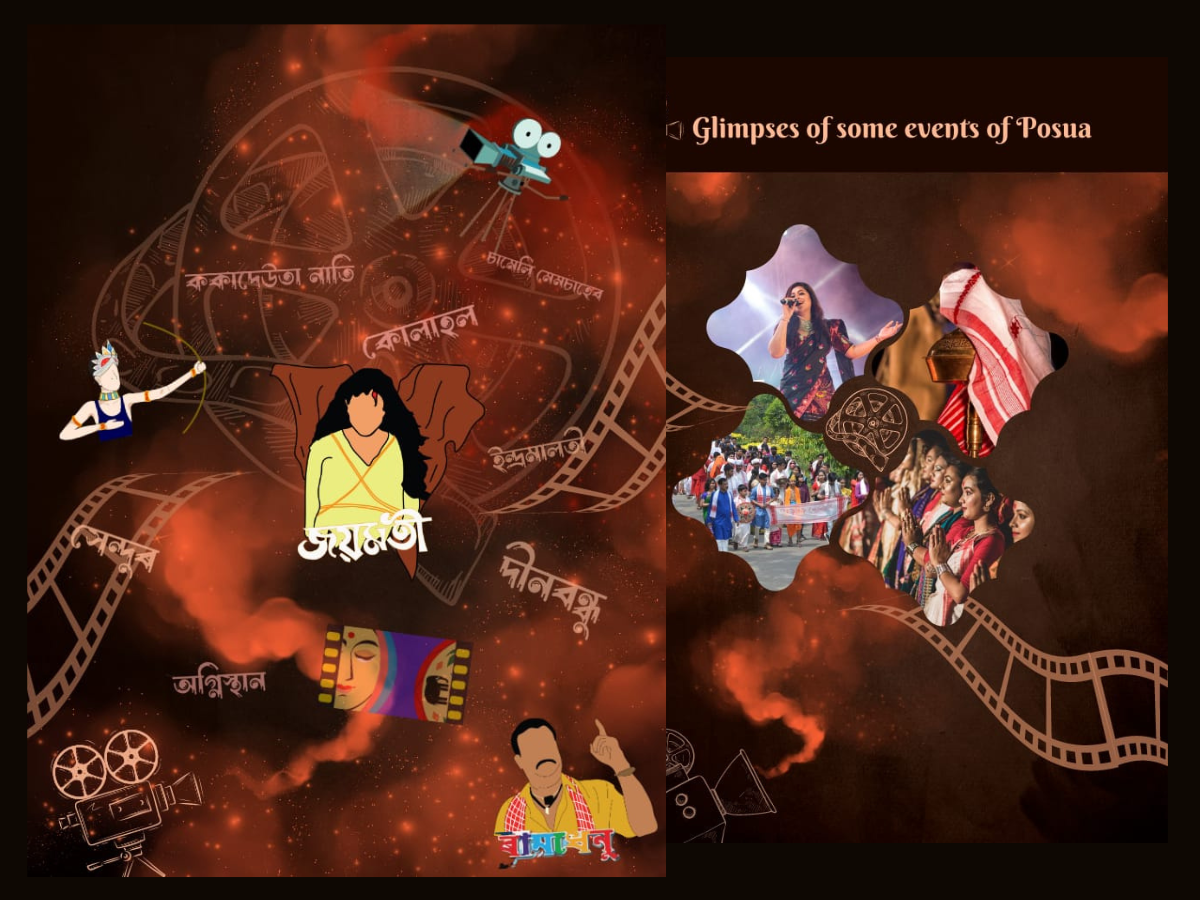 Glimpses of some events of Posua
ককাদেউতা নাতি
চামেলি মেমচাহেব
কোলাহল
ইন্দ্ৰমালতী
জয়মতী
সেন্দূৰ
দীনবন্ধু
অগ্নিস্থান
ৰামধেনু